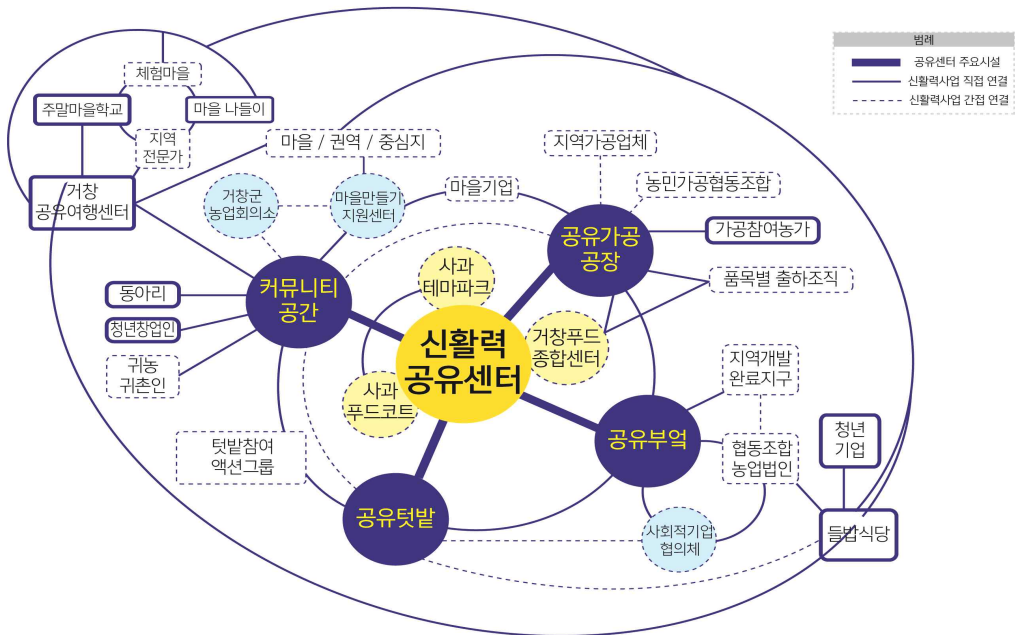 범례
공유센터 주요시설
신활력사업 직접 연결
신활력사업 간접 연결
체험마을
주말마을학교
마을 나들이
지역
전문가
거창
공유여행센터
마을 / 권역 / 중심지
거창군
농업회의소
마을만들기
지원센터
마을기업
지역가공업체
농민가공협동조합
공유가공
공장
가공참여농가
품목별 출하조직
사과
테마파크
커뮤니티
공간
동아리
청년창업인
귀농
귀촌인
신활력
공유센터
거창푸드
종합센터
사과
푸드코트
지역개발
완료지구
공유부엌
협동조합
농업법인
청년
기업
텃밭참여
액션그룹
공유텃밭
사회적기업
협의체
들밥식당